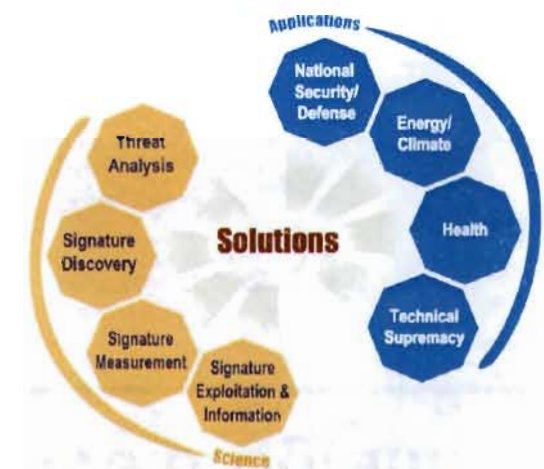 Applications
National
Security/
Defense
Energy/
Climate
Health
Technical
Supremacy
Solutions
Threat
Analysis
Signature
Discovery
Signature
Measurement
Signature
Exploitation &
Information
Science